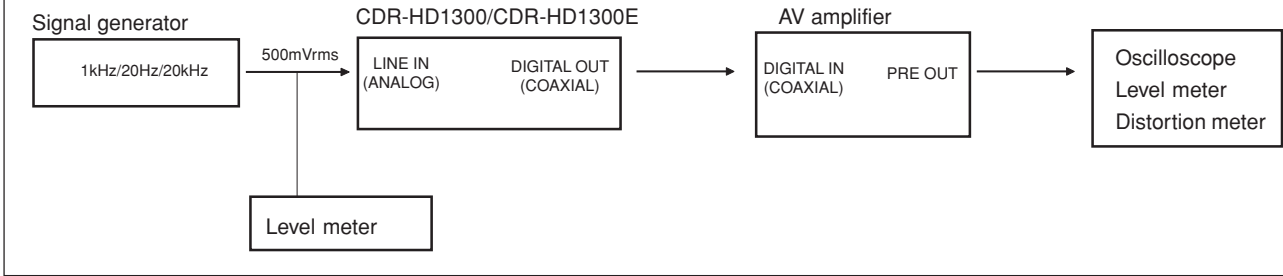 Signal generator
1kHz/20Hz/20kHz
500mVrms
CDR-HD1300/CDR-HD1300E
LINE IN
(ANALOG)
DIGITAL OUT
(COAXIAL)
AV amplifier
DIGITAL IN
(COAXIAL)
PRE OUT
Oscilloscope
Level meter
Distortion meter
Level meter